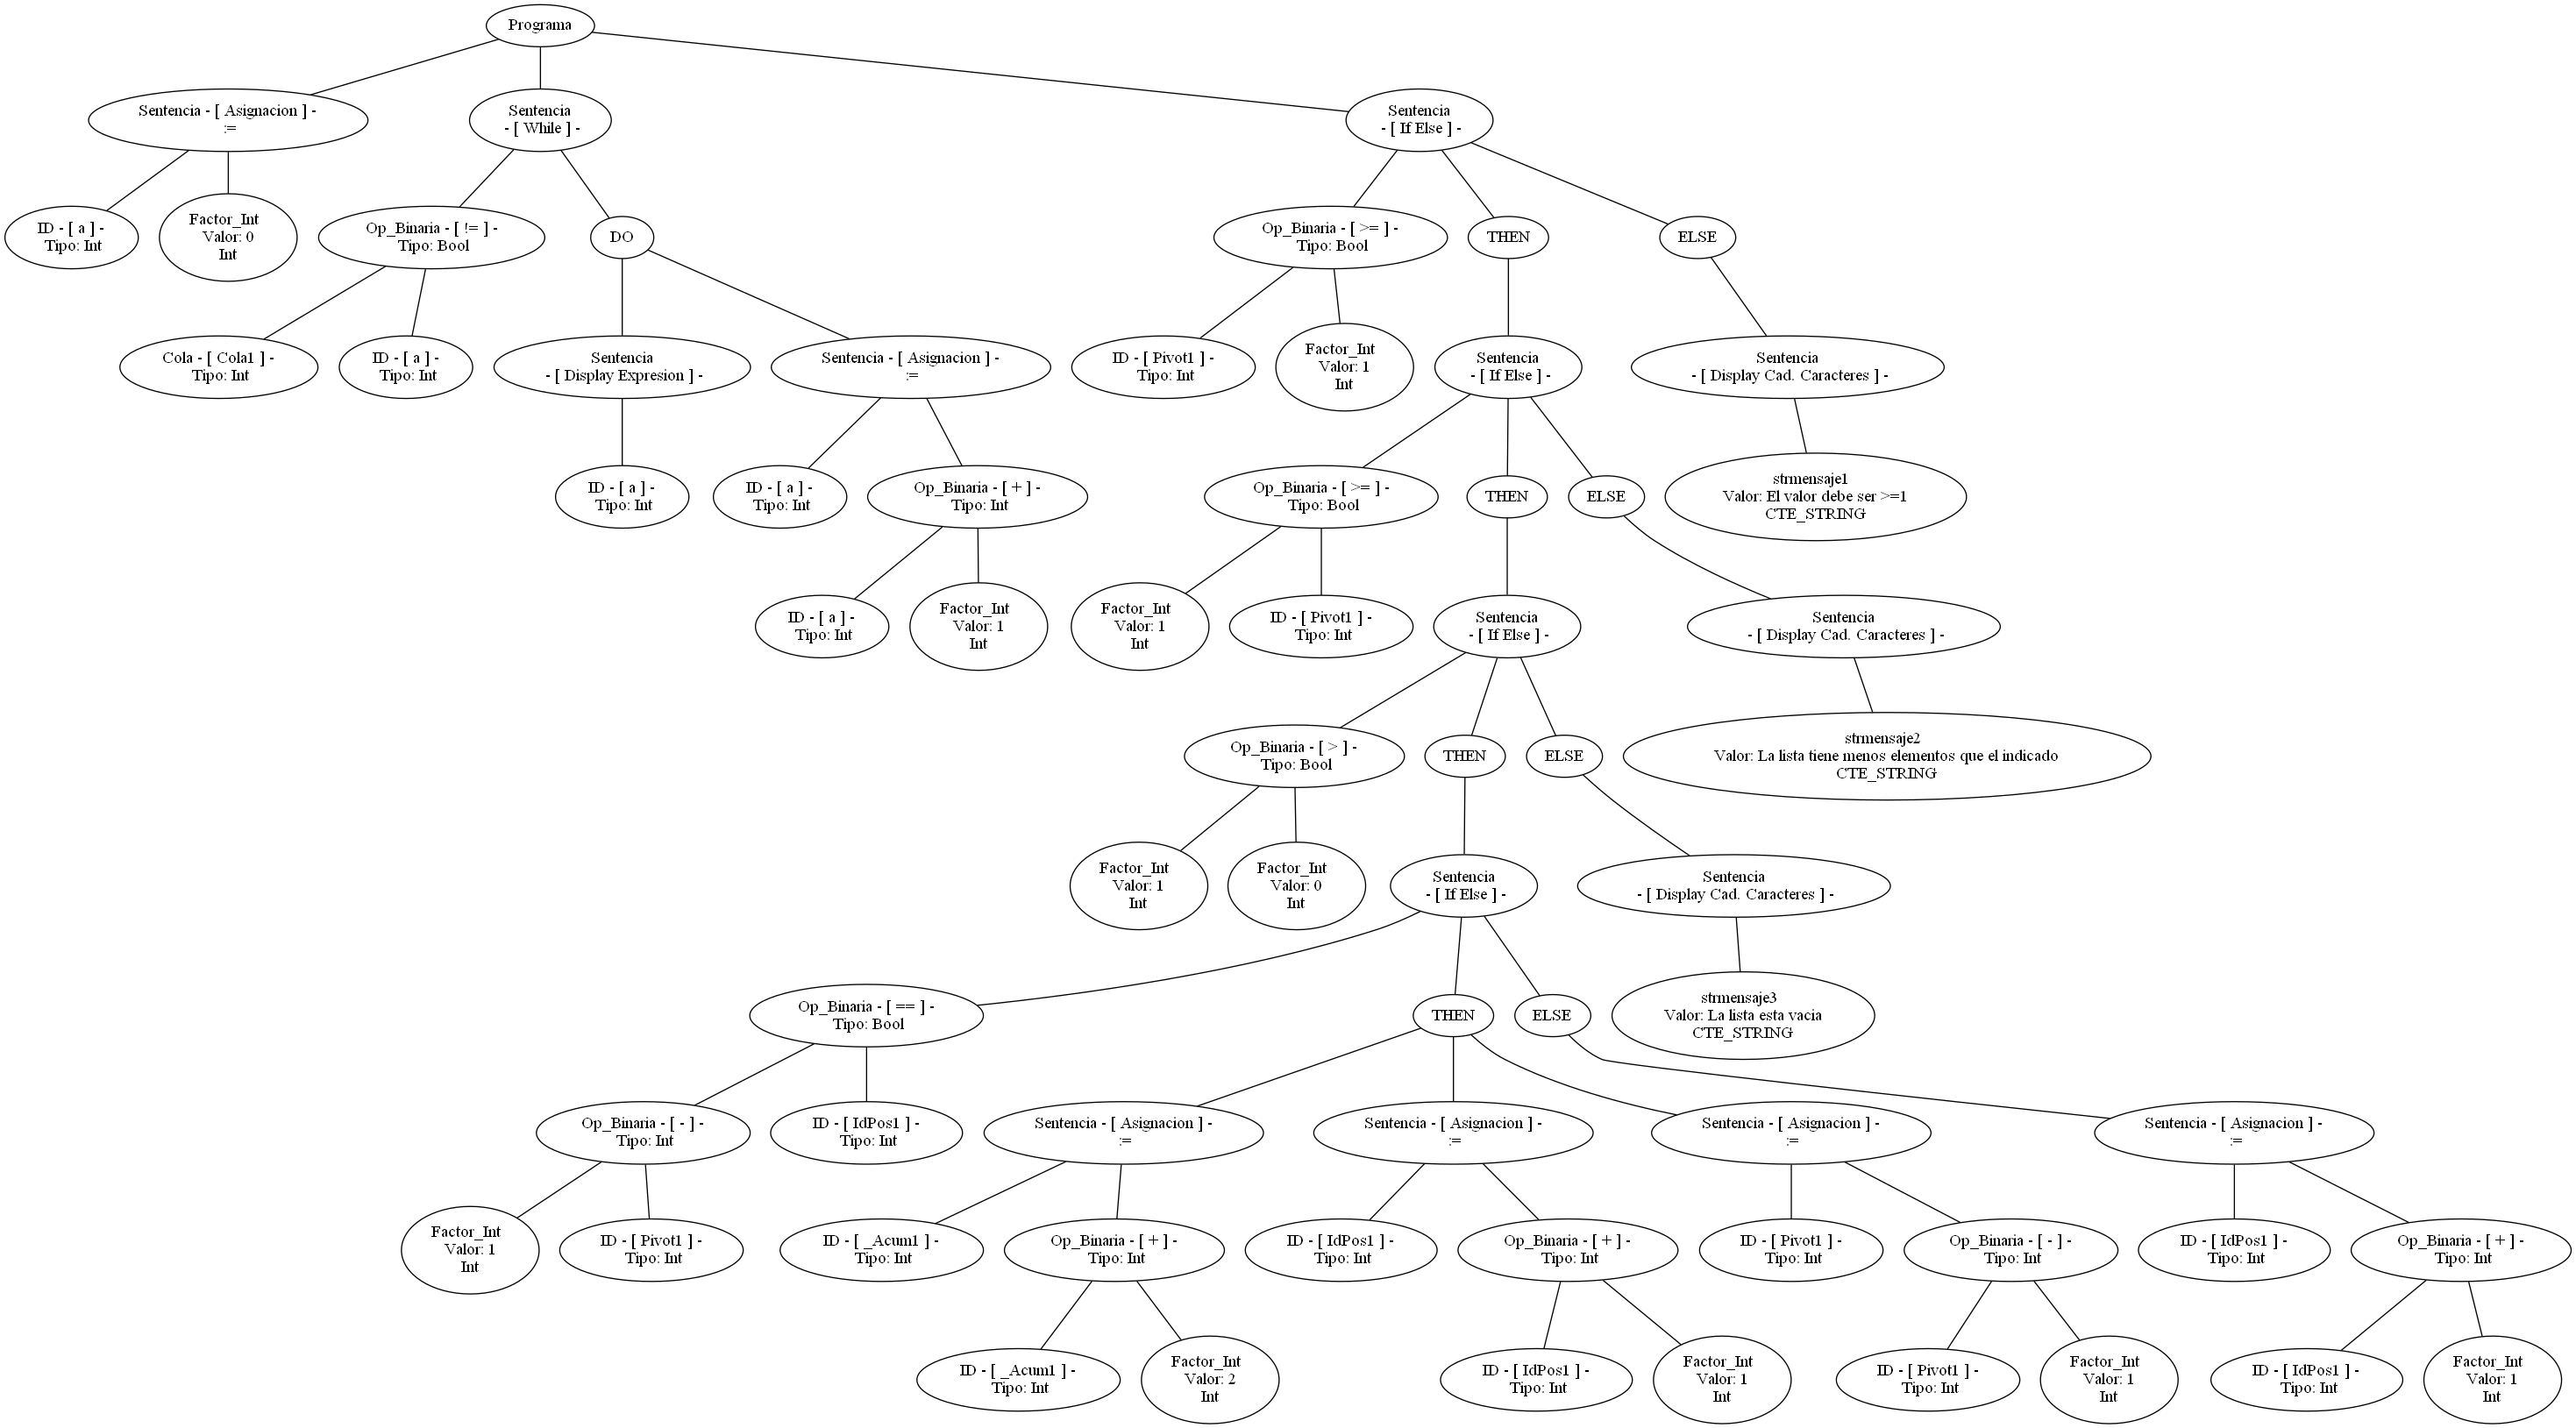 Programa
Sentencia - [ Asignacion ] -
:=
Sentencia
- [ While ] -
Sentencia
- [ If Else ] -
ID - [ a ] -
Tipo: Int
Factor_Int
Valor: 0
Int
Op_Binaria - [ != ] -
Tipo: Bool
DO
Op_Binaria - [ >= ] -
Tipo: Bool
THEN
ELSE
Cola - [ Cola1 ] -
Tipo: Int
ID - [ a ] -
Tipo: Int
Sentencia
- [ Display Expresion ] -
Sentencia - [ Asignacion ] -
:=
ID - [ Pivot1 ] -
Tipo: Int
Factor_Int
Valor: 1
Int
Sentencia
- [ If Else ] -
Sentencia
- [ Display Cad. Caracteres ] -
ID - [ a ] -
Tipo: Int
ID - [ a ] -
Tipo: Int
Op_Binaria - [ + ] -
Tipo: Int
Op_Binaria - [ >= ] -
Tipo: Bool
THEN
ELSE
strmensaje1
Valor: El valor debe ser >=1
CTE_STRING
ID - [ a ] -
Tipo: Int
Factor_Int
Valor: 1
Int
Factor_Int
Valor: 1
Int
ID - [ Pivot1 ] -
Tipo: Int
Sentencia
- [ If Else ] -
Sentencia
- [ Display Cad. Caracteres ] -
Op_Binaria - [ > ] -
Tipo: Bool
THEN
ELSE
strmensaje2
Valor: La lista tiene menos elementos que el indicado
CTE_STRING
Factor_Int
Valor: 1
Int
Factor_Int
Valor: 0
Int
Sentencia
- [ If Else ] -
Sentencia
- [ Display Cad. Caracteres ] -
Op_Binaria - [ == ] -
Tipo: Bool
THEN
ELSE
strmensaje3
Valor: La lista esta vacia
CTE_STRING
Op_Binaria - [ - ] -
Tipo: Int
ID - [ IdPos1 ] -
Tipo: Int
Sentencia - [ Asignacion ] -
:=
Sentencia - [ Asignacion ] -
:=
Sentencia - [ Asignacion ] -
:=
Sentencia - [ Asignacion ] -
:=
Factor_Int
Valor: 1
Int
ID - [ Pivot1 ] -
Tipo: Int
ID - [ _Acum1 ] -
Tipo: Int
Op_Binaria - [ + ] -
Tipo: Int
ID - [ IdPos1 ] -
Tipo: Int
Op_Binaria - [ + ] -
Tipo: Int
ID - [ Pivot1 ] -
Tipo: Int
Op_Binaria - [ - ] -
Tipo: Int
ID - [ IdPos1 ] -
Tipo: Int
Op_Binaria - [ + ] -
Tipo: Int
ID - [ _Acum1 ] -
Tipo: Int
Factor_Int
Valor: 2
Int
ID - [ IdPos1 ] -
Tipo: Int
Factor_Int
Valor: 1
Int
ID - [ Pivot1 ] -
Tipo: Int
Factor_Int
Valor: 1
Int
ID - [ IdPos1 ] -
Tipo: Int
Factor_Int
Valor: 1
Int